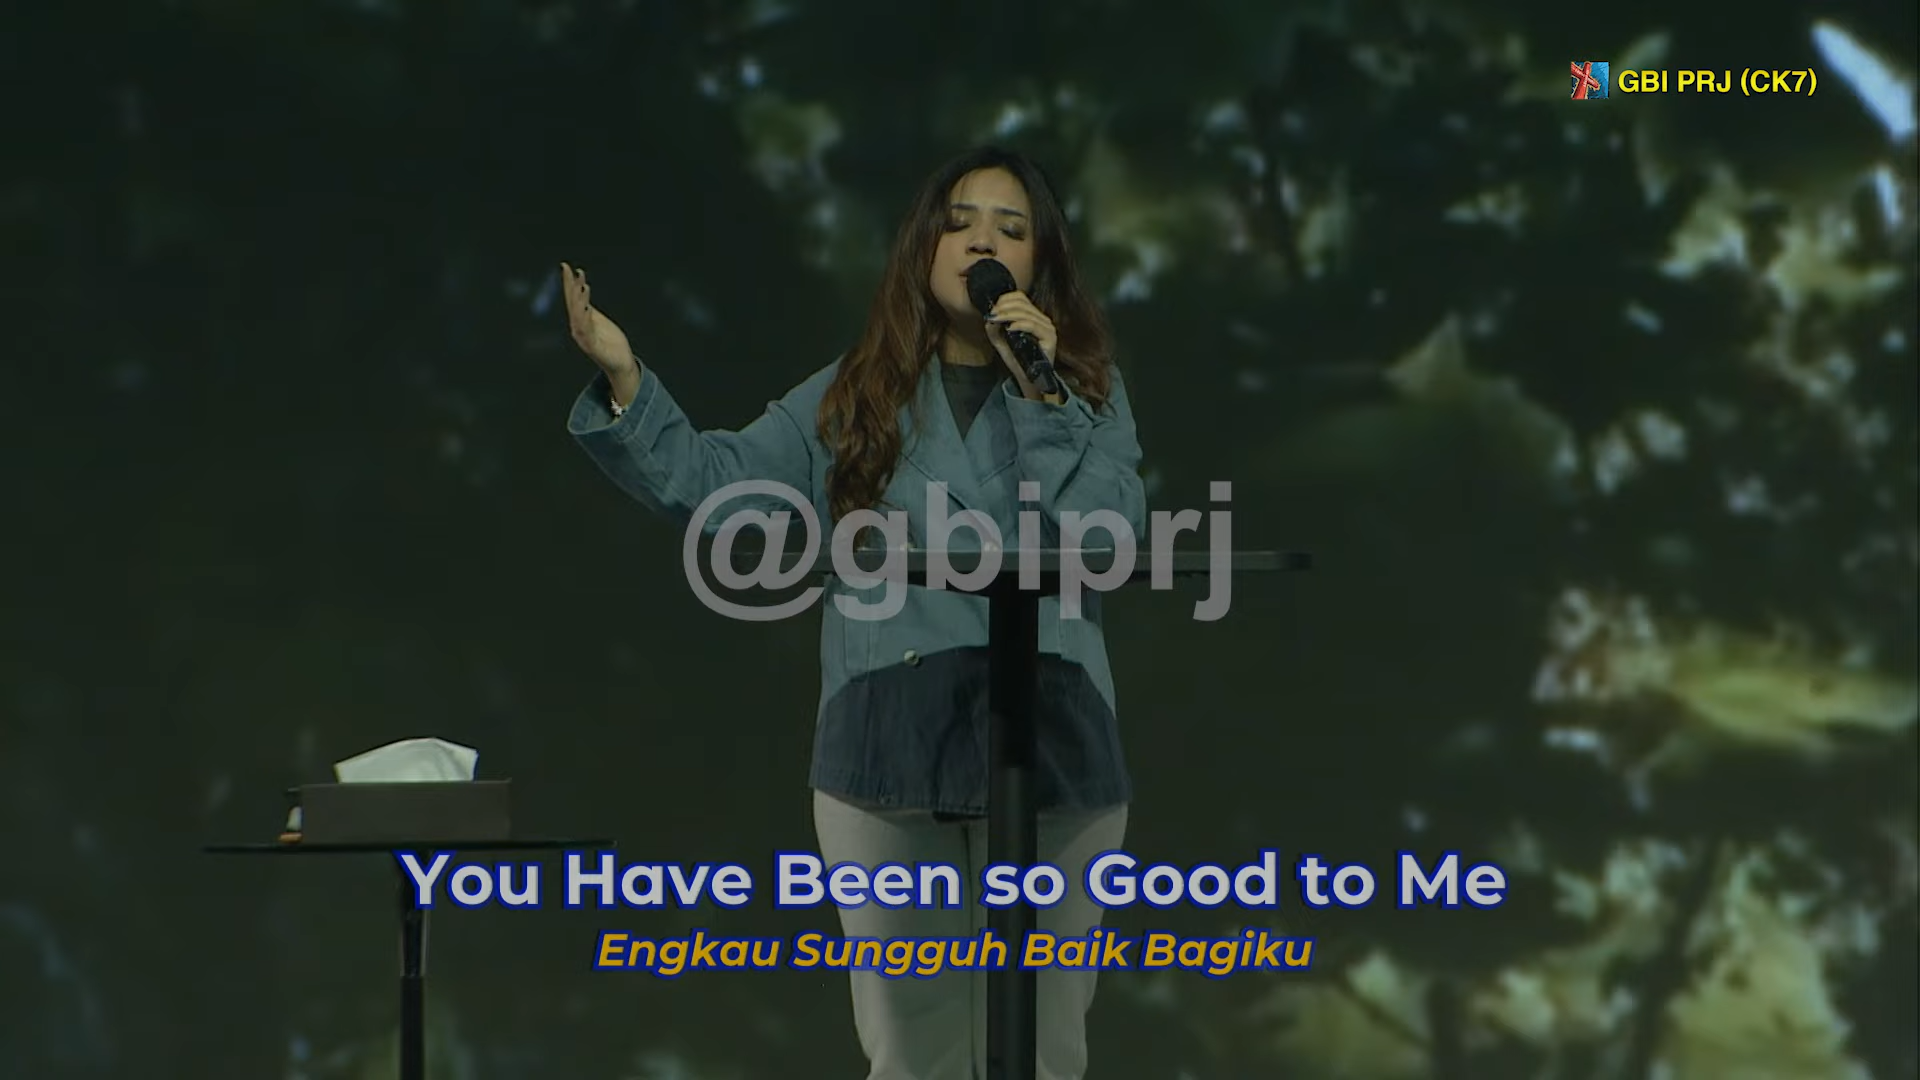 GBI PRJ (CK7)
@gbiprj
You Have Been so Good to Me
Engkau Sungguh Baik Bagiku